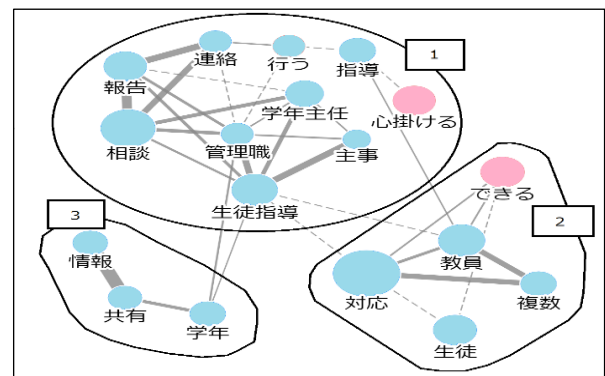 連絡
行う
指導
1
報告
学年主任
心掛ける
相談
管理職
主事
生徒指導
できる
3
2
情報
教員
対応
複数
共有
学年
生徒